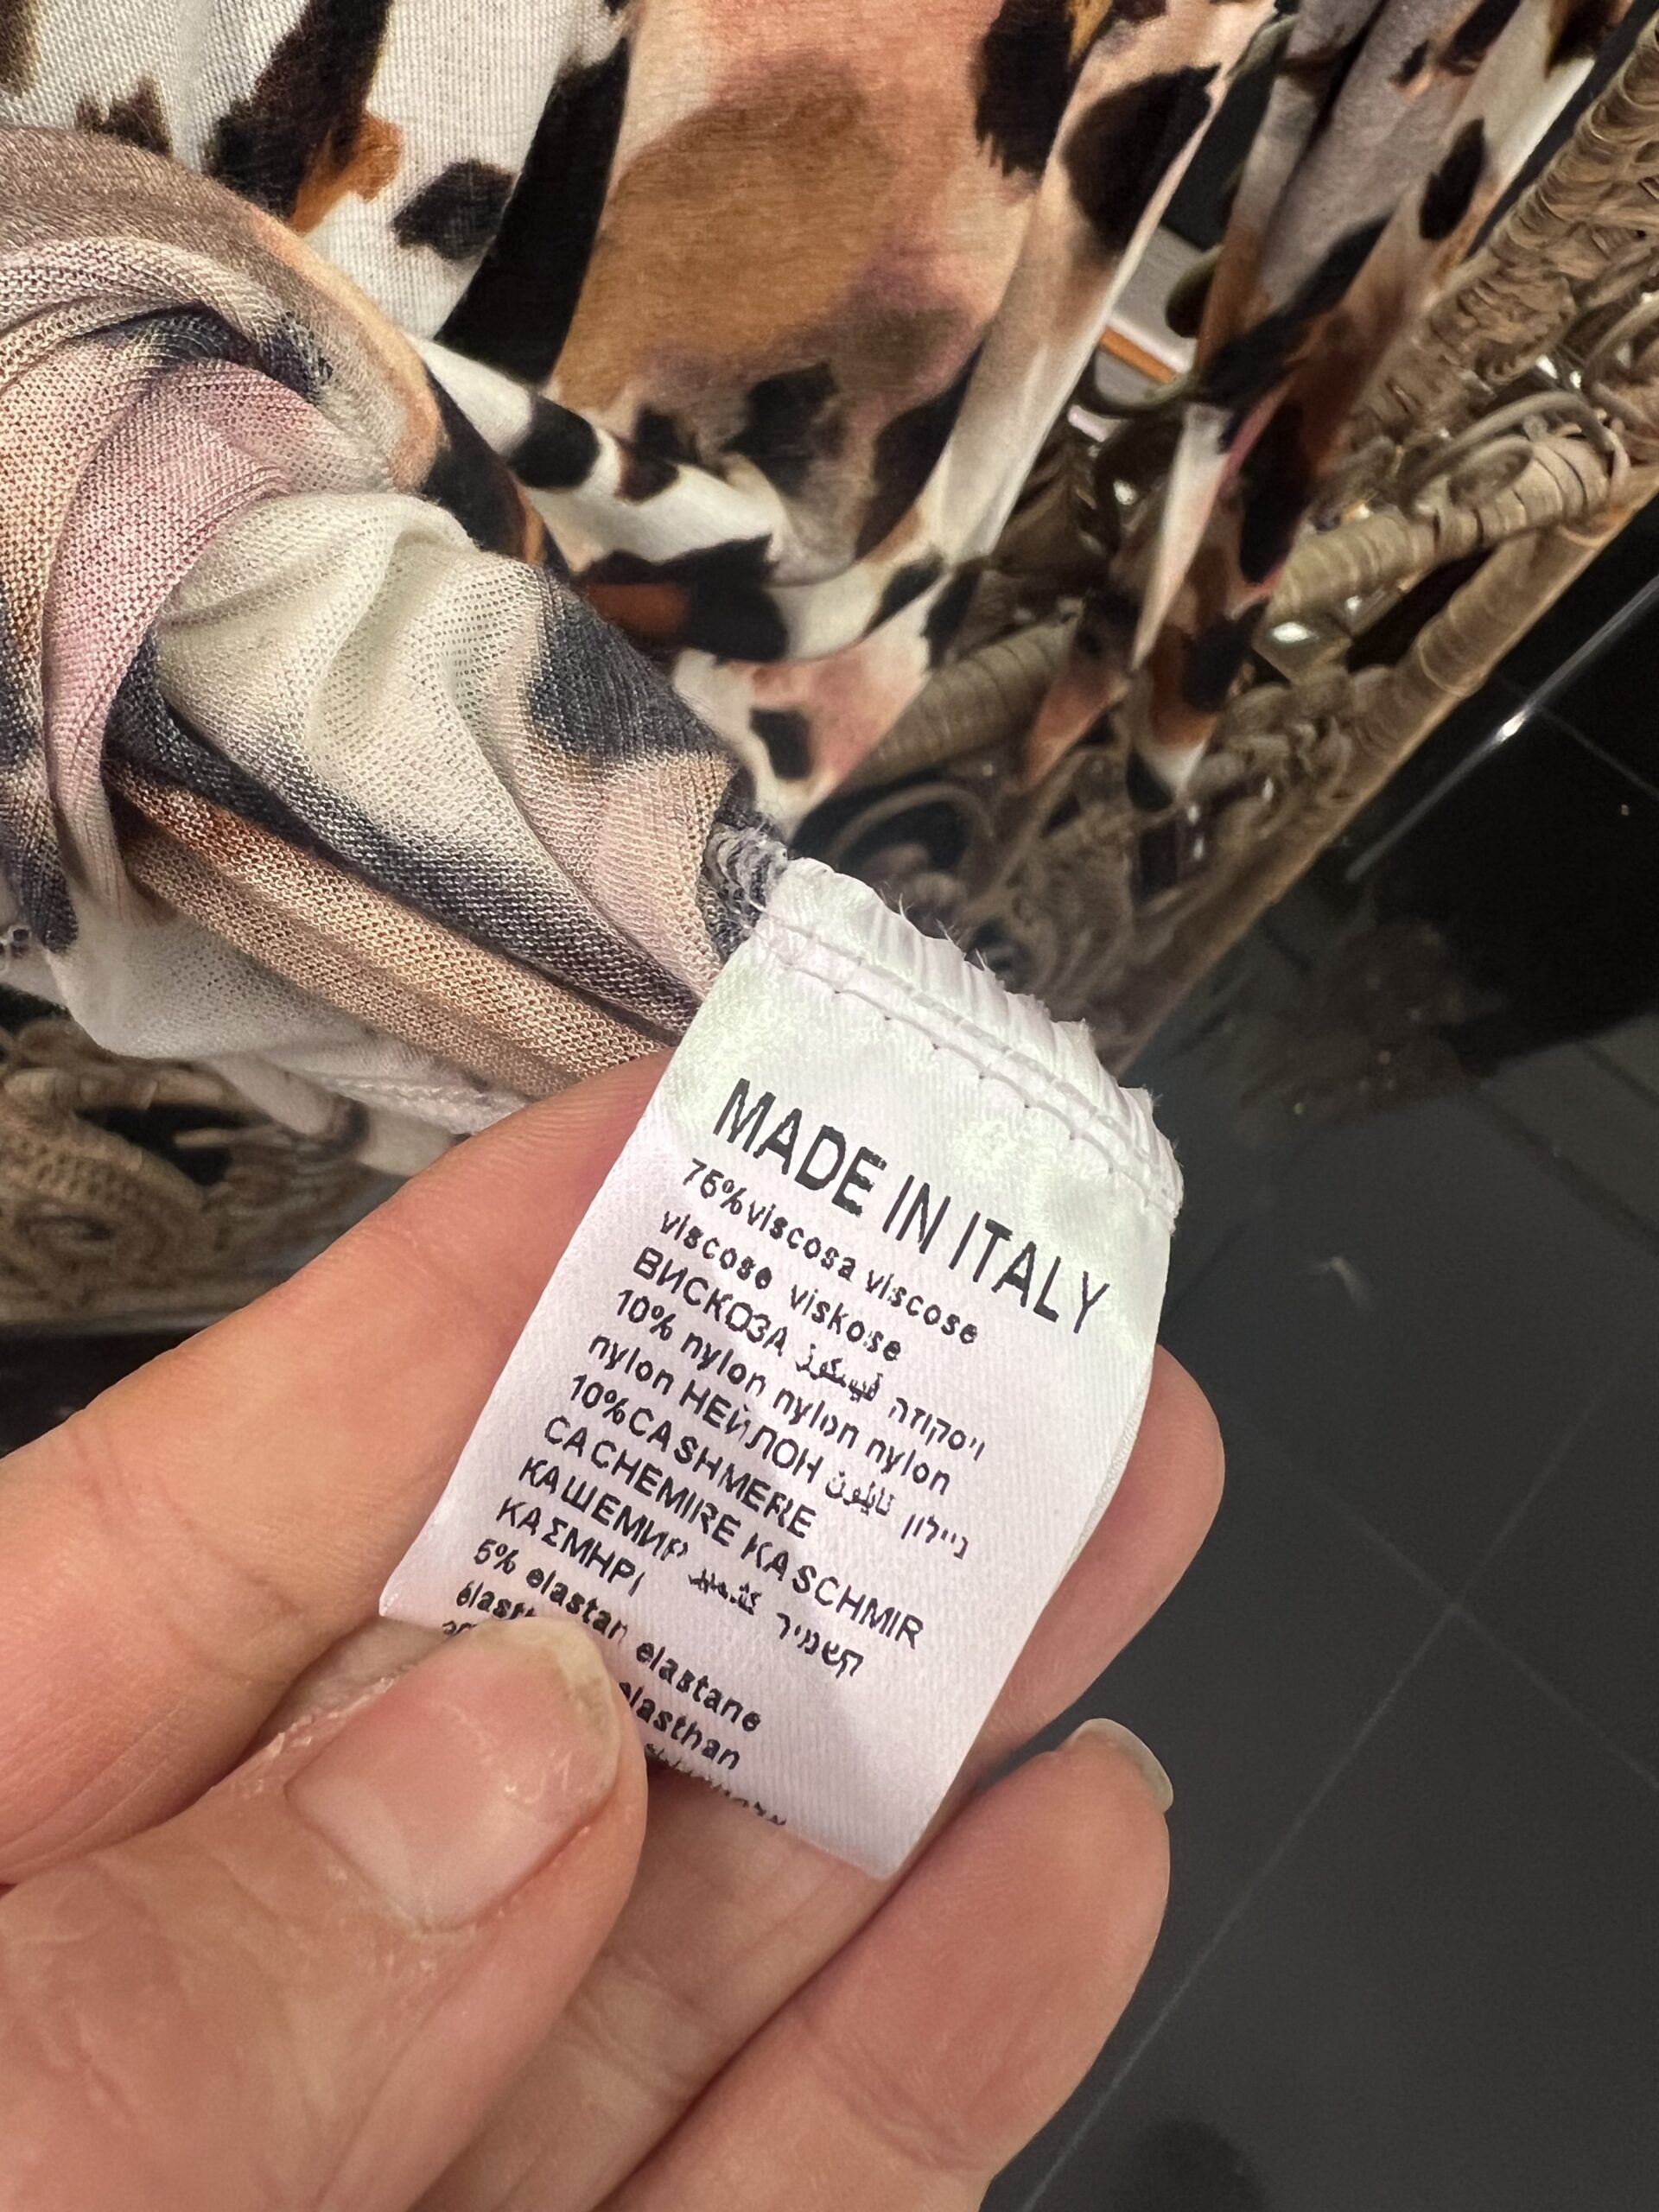 MADE IN ITALY
75%viscosa viscose
viscose viskose
ВИСКОЗА فيسكوز ויסקוזה
10% nylon nylon nylon
nylon НЕЙЛОН نايلون ניילון
10%CASHMERE
CACHEMIRE KASCHMIR
КАШЕМИР كشمير קשמיר
ΚΑΣΜΗΡΙ
5% elastan elastane
elasthan